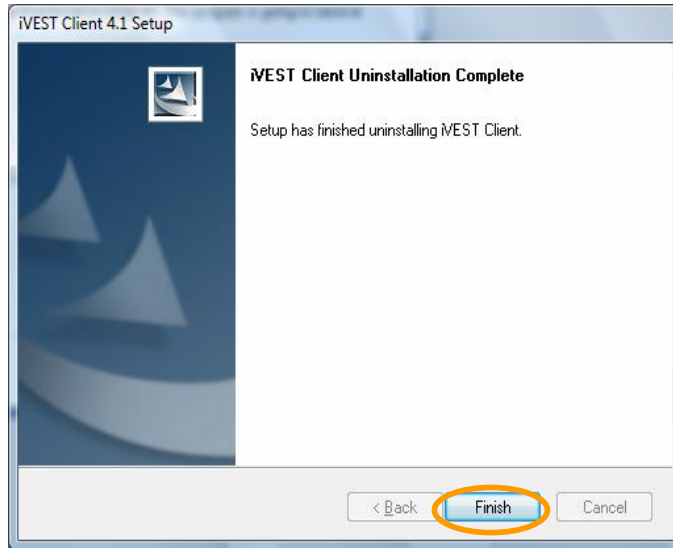 iVEST Client 4.1 Setup
iVEST Client Uninstallation Complete
Setup has finished uninstalling iVEST Client.
< Back
Finish
Cancel